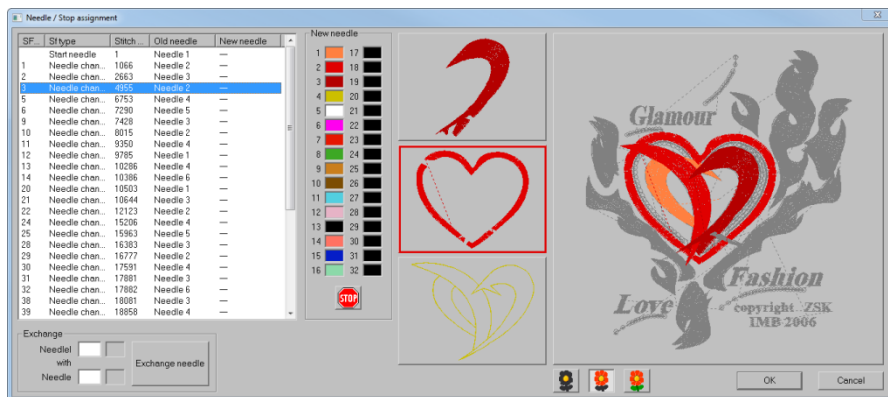 Needle / Stop assignment
SF... Sf type Stitch ... Old needle New needle
Start needle 1 Needle 1 —
1 Needle chan... 1066 Needle 2 —
2 Needle chan... 2663 Needle 3 —
3 Needle chan... 4955 Needle 2 —
5 Needle chan... 6753 Needle 4 —
6 Needle chan... 7290 Needle 5 —
9 Needle chan... 7428 Needle 3 —
10 Needle chan... 8015 Needle 2 —
11 Needle chan... 9350 Needle 4 —
12 Needle chan... 9785 Needle 1 —
13 Needle chan... 10286 Needle 4 —
14 Needle chan... 10386 Needle 6 —
20 Needle chan... 10503 Needle 1 —
21 Needle chan... 10644 Needle 3 —
22 Needle chan... 12123 Needle 2 —
24 Needle chan... 15206 Needle 4 —
25 Needle chan... 15963 Needle 5 —
28 Needle chan... 16383 Needle 3 —
29 Needle chan... 16777 Needle 2 —
30 Needle chan... 17591 Needle 4 —
31 Needle chan... 17881 Needle 3 —
32 Needle chan... 17882 Needle 6 —
38 Needle chan... 18081 Needle 3 —
39 Needle chan... 18858 Needle 4 —
New needle
1 17
2 18
3 19
4 20
5 21
6 22
7 23
8 24
9 25
10 26
11 27
12 28
13 29
14 30
15 31
16 32
STOP
Glamour
Fashion
Love
copyright ZSK
IMB 2006
Exchange
Needlel
with
Needle
Exchange needle
OK
Cancel